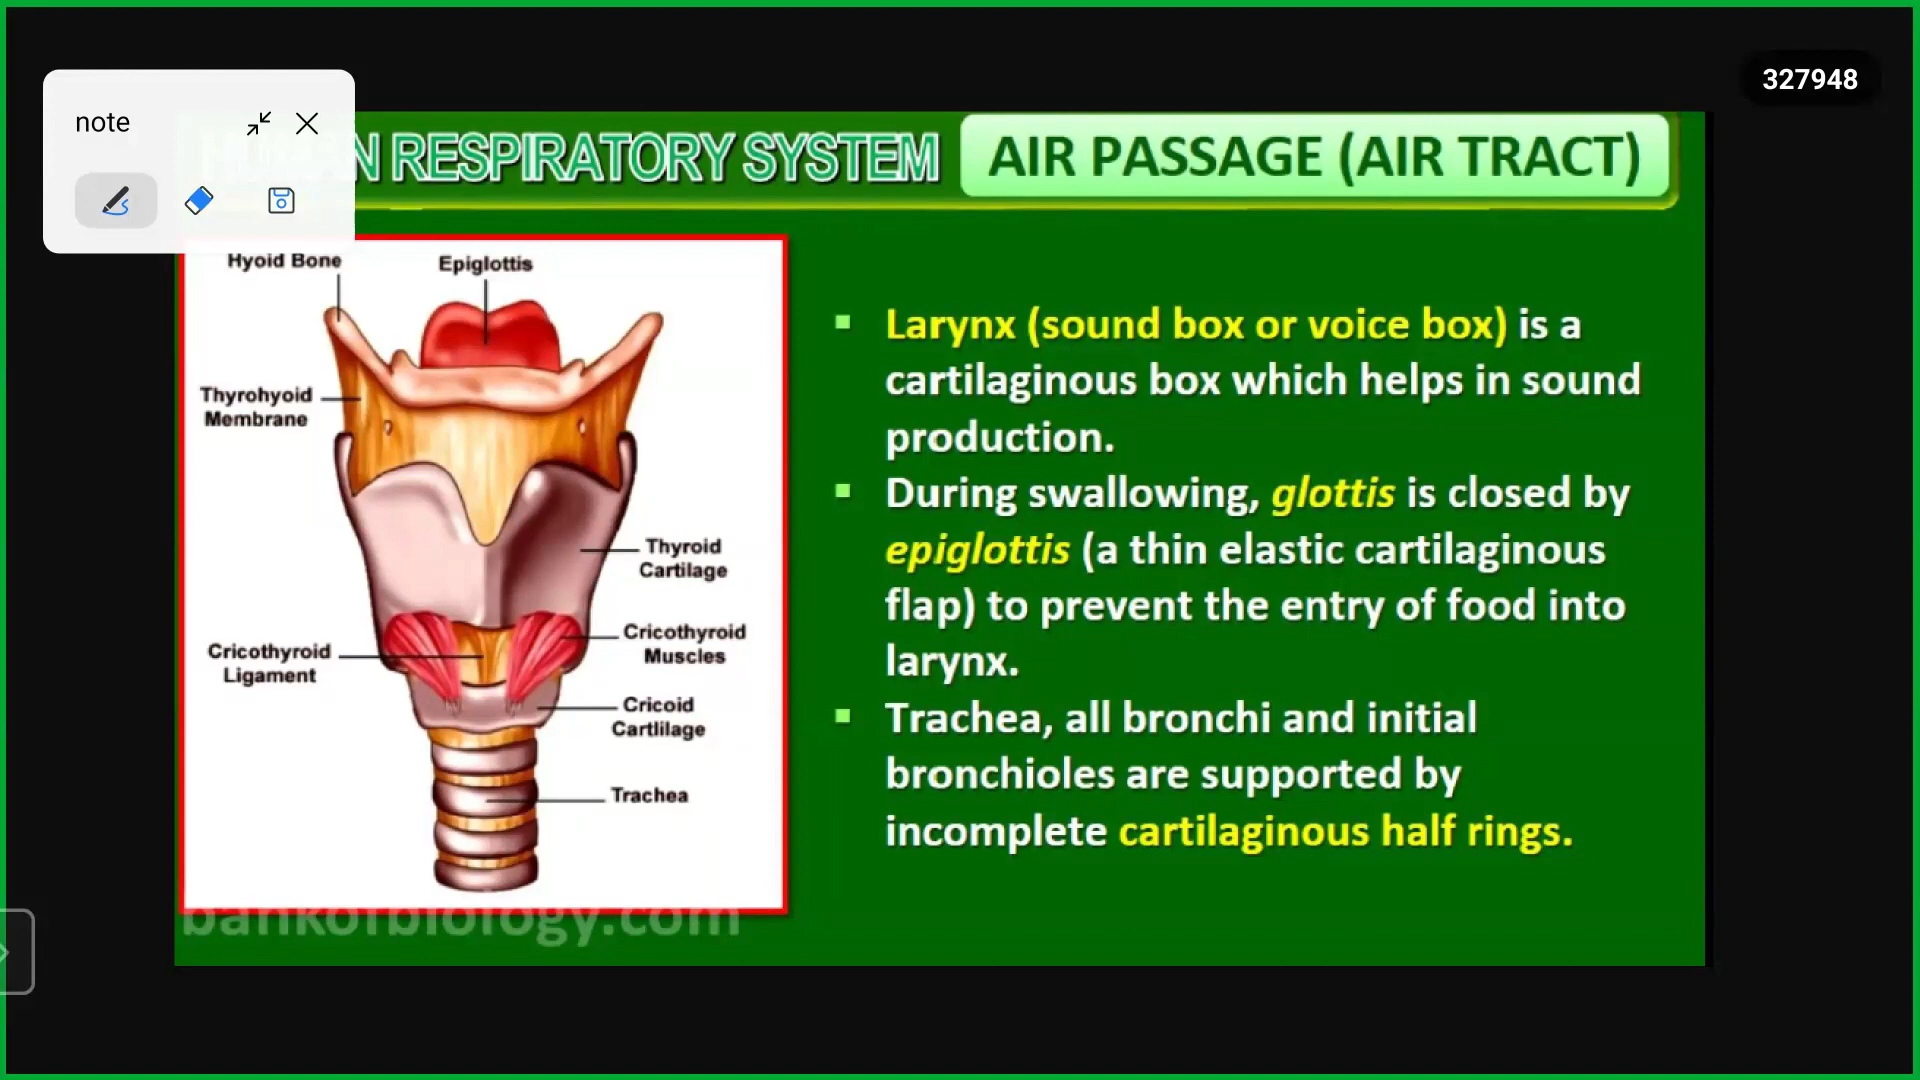 327948
note
N RESPIRATORY SYSTEM
AIR PASSAGE (AIR TRACT)
Hyoid Bone
Epiglottis
Thyrohyoid
Membrane
Thyroid
Cartilage
Cricothyroid
Muscles
Cricothyroid
Ligament
Cricoid
Cartlilage
Trachea
Larynx (sound box or voice box) is a
cartilaginous box which helps in sound
production.
During swallowing, glottis is closed by
epiglottis (a thin elastic cartilaginous
flap) to prevent the entry of food into
larynx.
Trachea, all bronchi and initial
bronchioles are supported by
incomplete cartilaginous half rings.
bankofbiology.com